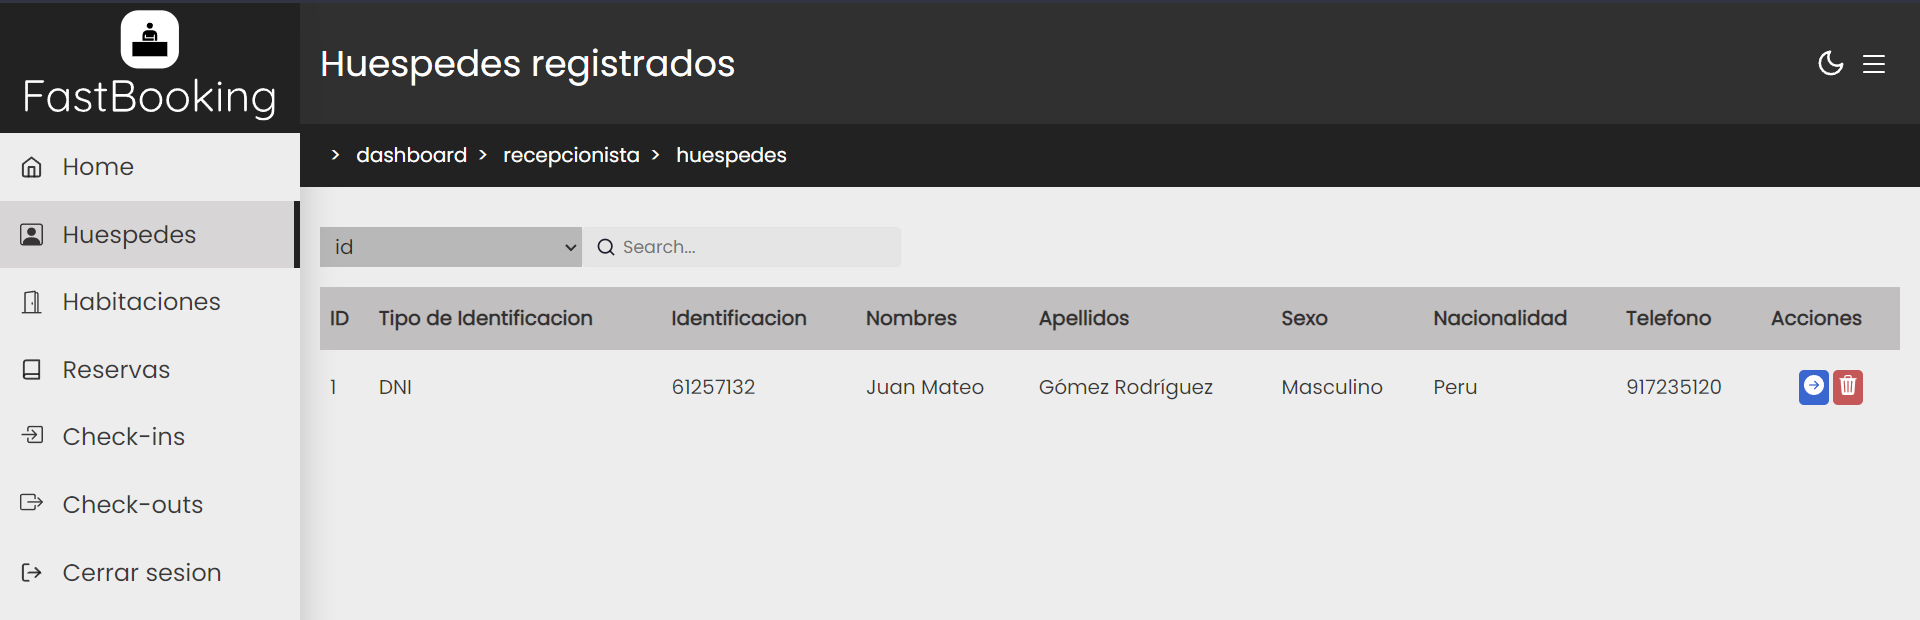 FastBooking
Home
Huespedes
Habitaciones
Reservas
Check-ins
Check-outs
Cerrar sesion
Huespedes registrados
> dashboard > recepcionista > huespedes
id Search...
ID Tipo de Identificacion Identificacion Nombres Apellidos Sexo Nacionalidad Telefono Acciones
1 DNI 61257132 Juan Mateo Gómez Rodríguez Masculino Peru 917235120